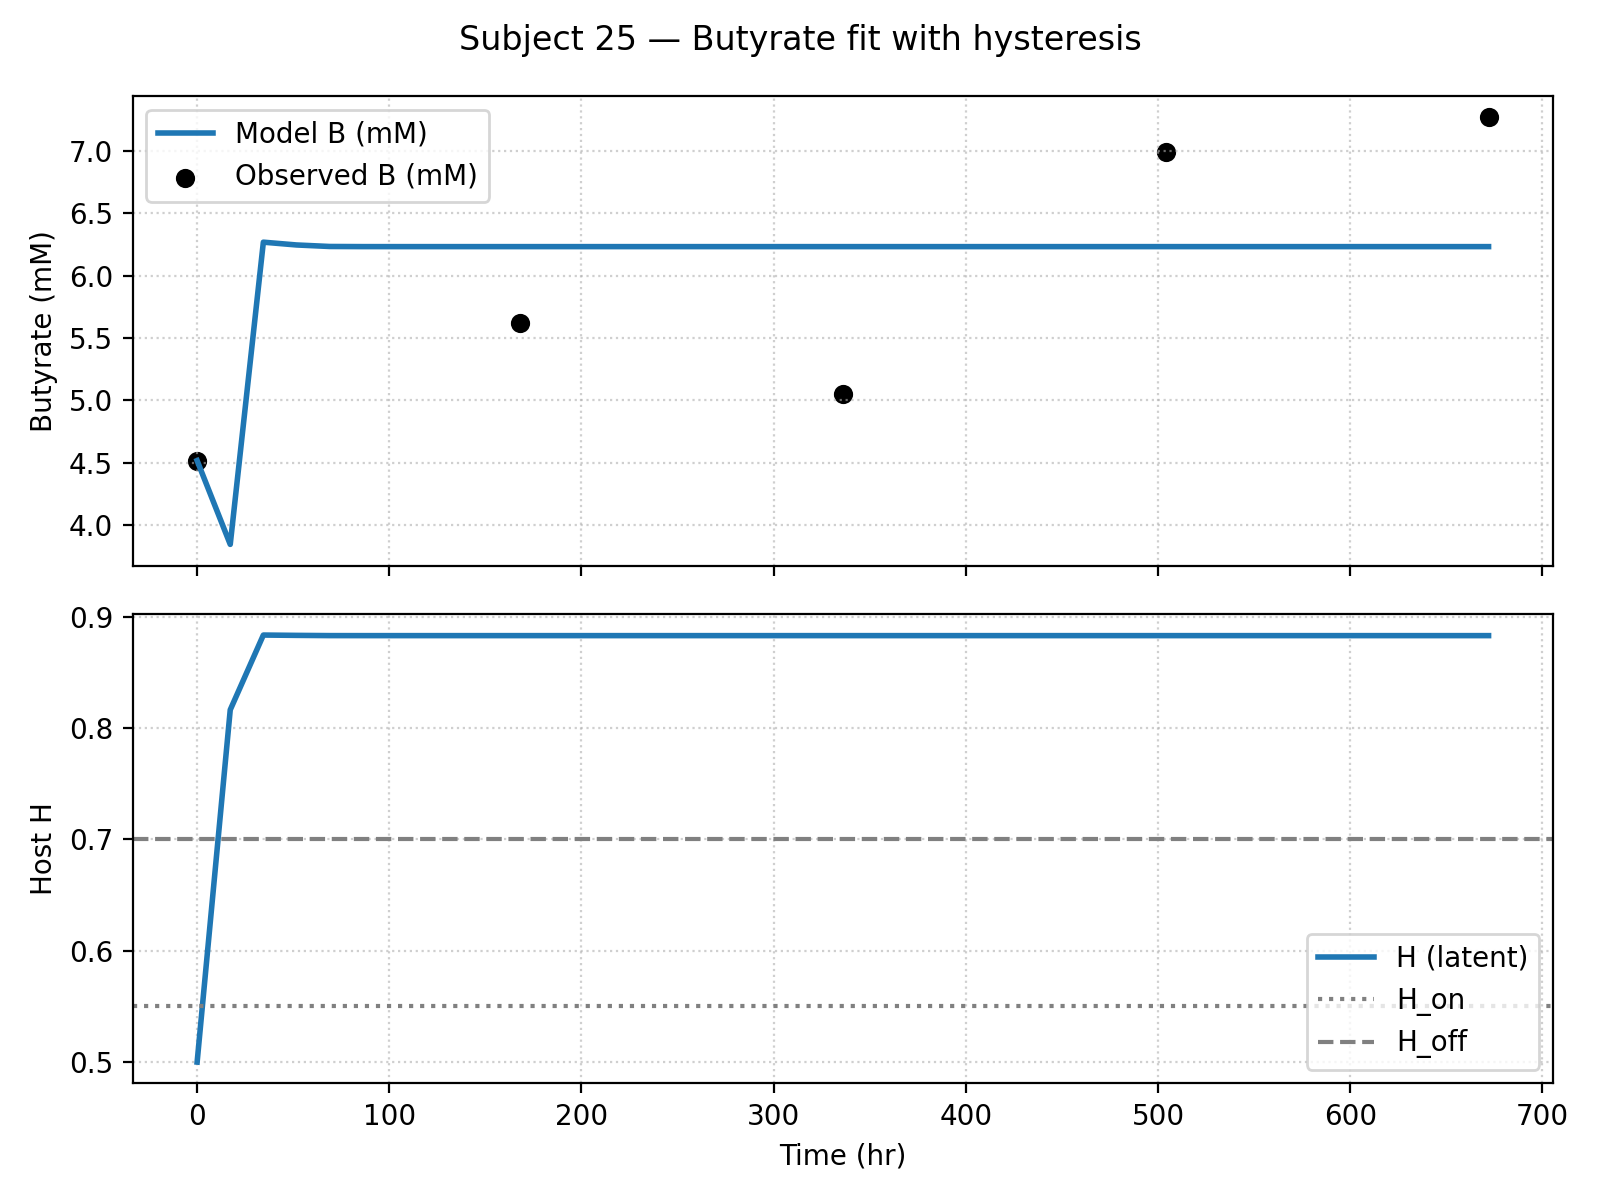 Subject 25 — Butyrate fit with hysteresis
Model B (mM)
Observed B (mM)
Butyrate (mM)
7.0
6.5
6.0
5.5
5.0
4.5
4.0
Host H
0.9
0.8
0.7
0.6
0.5
H (latent)
H_on
H_off
0 100 200 300 400 500 600 700
Time (hr)